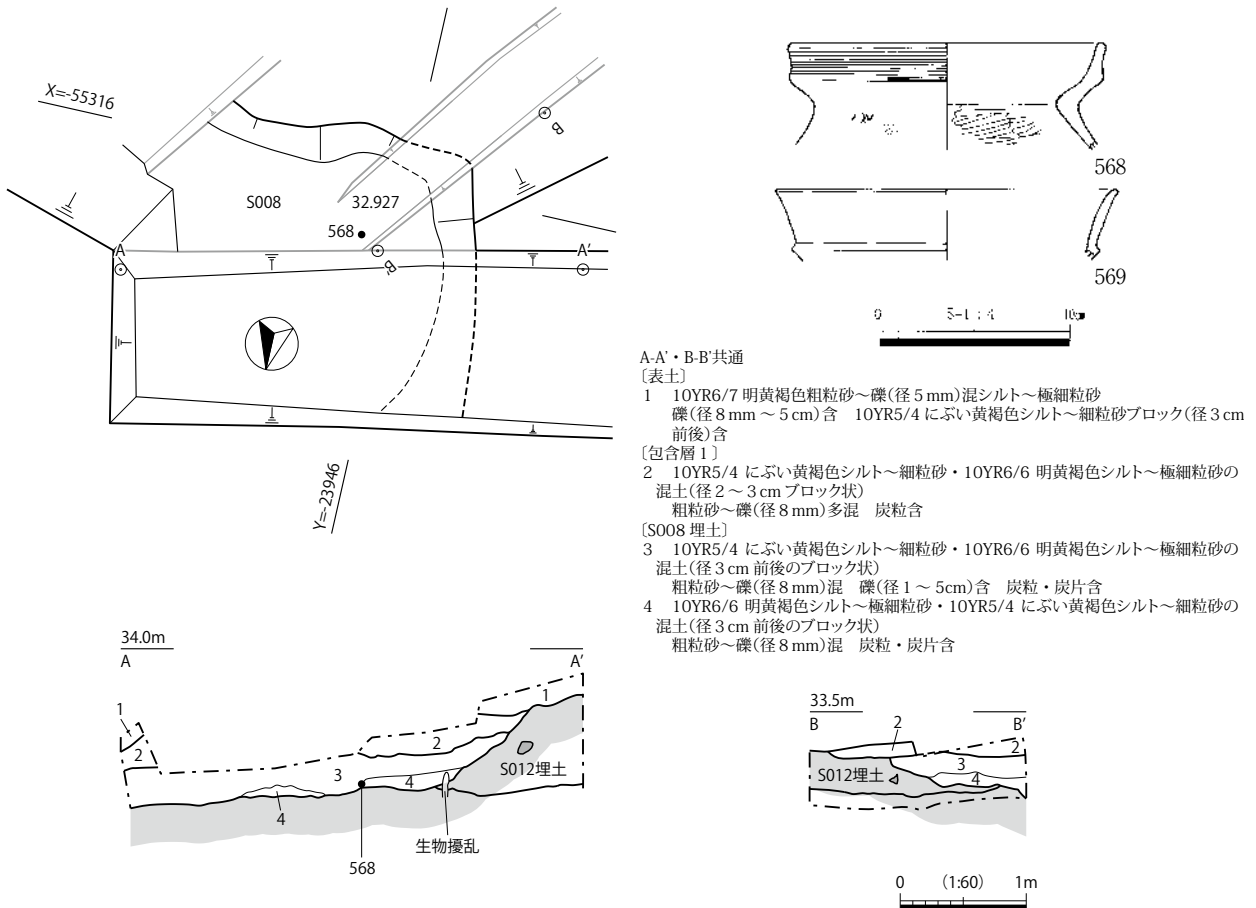 X=-55316
S008
32.927
568
B
A
A'
B'
Y=-23946
568
569
0
S=1:4
A-A'・B-B'共通
〔表土〕
1 10YR6/7 明黄褐色粗粒砂～礫(径5mm)混シルト～極細粒砂
礫(径8mm～5cm)含 10YR5/4 にぶい黄褐色シルト～細粒砂ブロック(径3cm
前後)含
〔包含層1〕
2 10YR5/4 にぶい黄褐色シルト～細粒砂・10YR6/6 明黄褐色シルト～極細粒砂の
混土(径2～3cmブロック状)
粗粒砂～礫(径8mm)多混 炭粒含
〔S008埋土〕
3 10YR5/4 にぶい黄褐色シルト～細粒砂・10YR6/6 明黄褐色シルト～極細粒砂の
混土(径3cm前後のブロック状)
粗粒砂～礫(径8mm)混 礫(径1～5cm)含 炭粒・炭片含
4 10YR6/6 明黄褐色シルト～極細粒砂・10YR5/4 にぶい黄褐色シルト～細粒砂の
混土(径3cm前後のブロック状)
粗粒砂～礫(径8mm)混 炭粒・炭片含
34.0m
A
A'
1
2
1
2
3
4
4
S012埋土
生物擾乱
568
33.5m
B
B'
2
2
3
4
S012埋土
0 (1:60) 1m